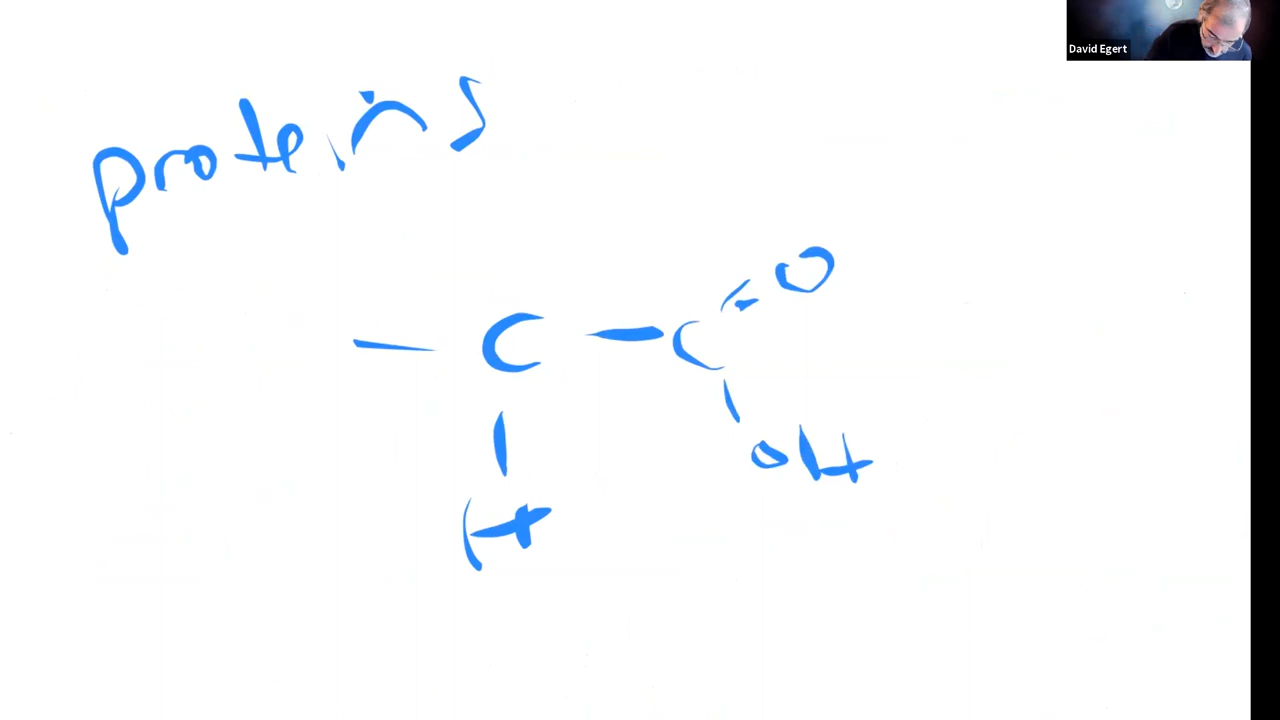 David Egert
proteins
= O
— C — C
OH
H